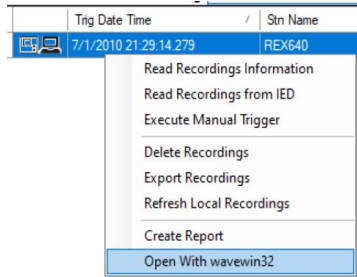 Trig Date Time / Stn Name
7/1/2010 21:29:14.279 REX640
Read Recordings Information
Read Recordings from IED
Execute Manual Trigger
Delete Recordings
Export Recordings
Refresh Local Recordings
Create Report
Open With wavewin32